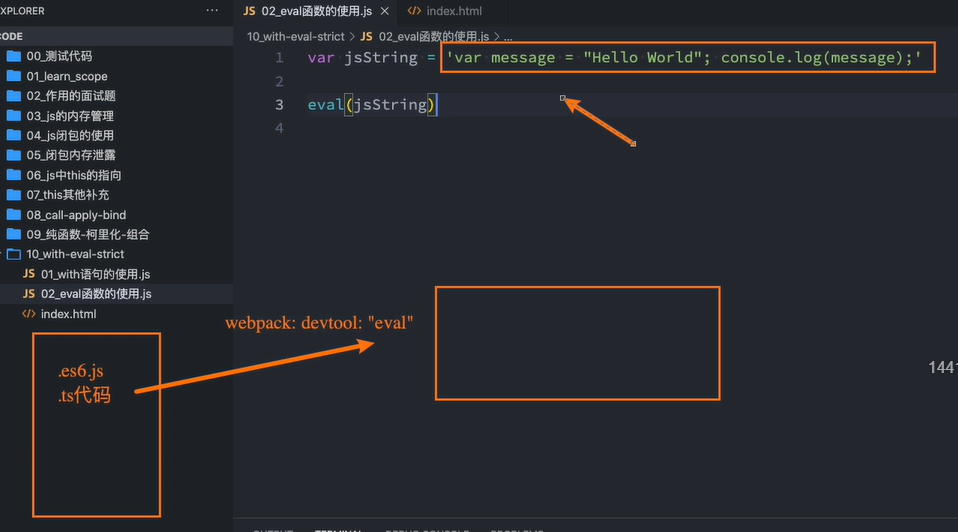 XPLORER ...
JS 02_eval函数的使用.js × <> index.html
CODE
10_with-eval-strict > JS 02_eval函数的使用.js > ...
00_测试代码
01_learn_scope
02_作用的面试题
03_js的内存管理
04_js闭包的使用
05_闭包内存泄露
06_js中this的指向
07_this其他补充
08_call-apply-bind
09_纯函数-柯里化-组合
10_with-eval-strict
JS 01_with语句的使用.js
JS 02_eval函数的使用.js
<> index.html
1 var jsString = 'var message = "Hello World"; console.log(message);'
2
3 eval(jsString)
4
webpack: devtool: "eval"
.es6.js
.ts代码
1441
OUTPUT TERMINAL DEBUG CONSOLE PROBLEMS